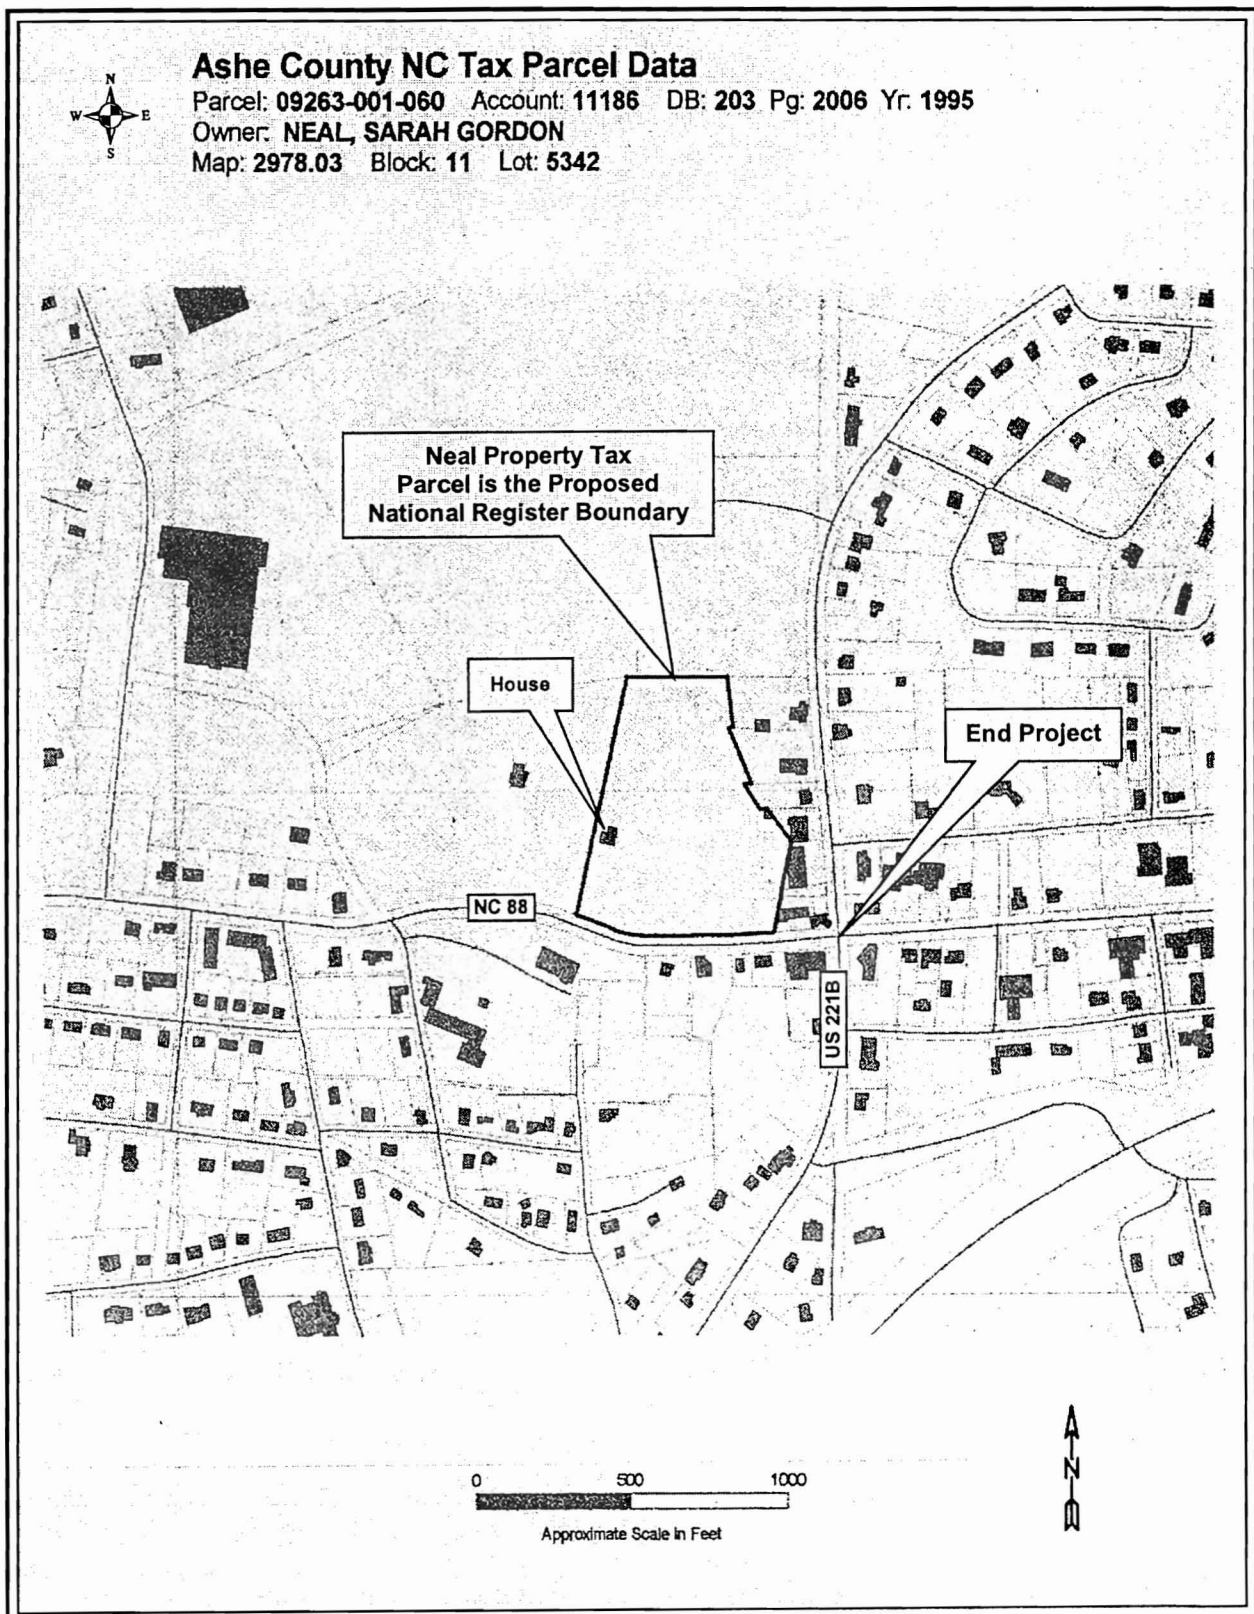 Ashe County NC Tax Parcel Data
Parcel: 09263-001-060 Account: 11186 DB: 203 Pg: 2006 Yr: 1995
Owner: NEAL, SARAH GORDON
Map: 2978.03 Block: 11 Lot: 5342
N
W E
S
Neal Property Tax
Parcel is the Proposed
National Register Boundary
House
End Project
NC 88
US 221B
0 500 1000
Approximate Scale in Feet
N